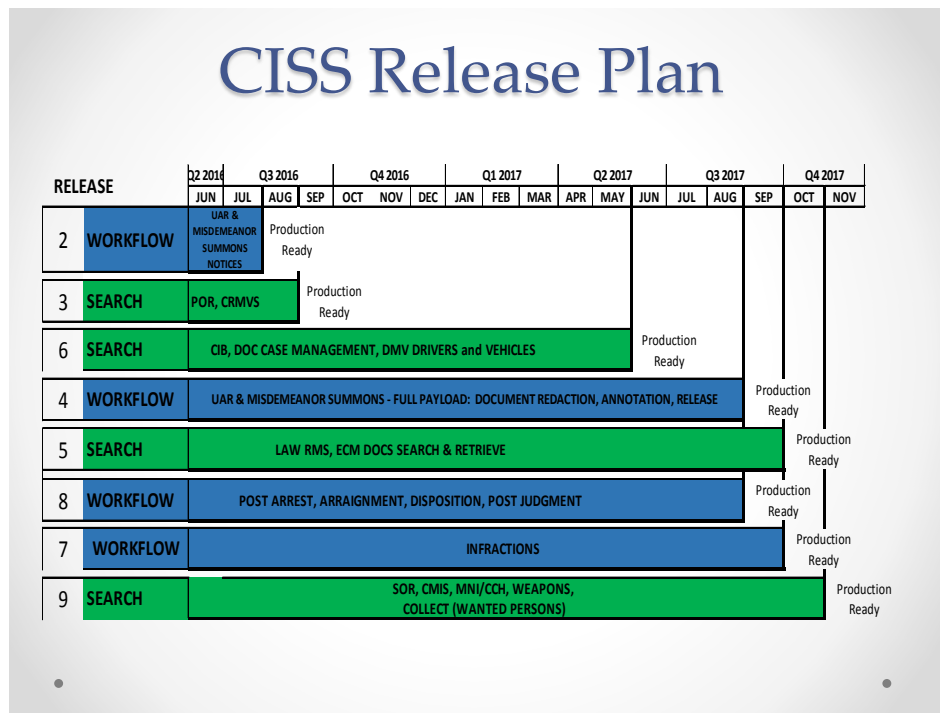 CISS Release Plan
RELEASE
Q2 2016 Q3 2016 Q4 2016 Q1 2017 Q2 2017 Q3 2017 Q4 2017
JUN JUL AUG SEP OCT NOV DEC JAN FEB MAR APR MAY JUN JUL AUG SEP OCT NOV
2 WORKFLOW
UAR &
MISDEMEANOR
SUMMONS
NOTICES
Production
Ready
3 SEARCH POR, CRMVS
Production
Ready
6 SEARCH CIB, DOC CASE MANAGEMENT, DMV DRIVERS and VEHICLES
Production
Ready
4 WORKFLOW UAR & MISDEMEANOR SUMMONS - FULL PAYLOAD: DOCUMENT REDACTION, ANNOTATION, RELEASE
Production
Ready
5 SEARCH LAW RMS, ECM DOCS SEARCH & RETRIEVE
Production
Ready
8 WORKFLOW POST ARREST, ARRAIGNMENT, DISPOSITION, POST JUDGMENT
Production
Ready
7 WORKFLOW INFRACTIONS
Production
Ready
9 SEARCH
SOR, CMIS, MNI/CCH, WEAPONS,
COLLECT (WANTED PERSONS)
Production
Ready